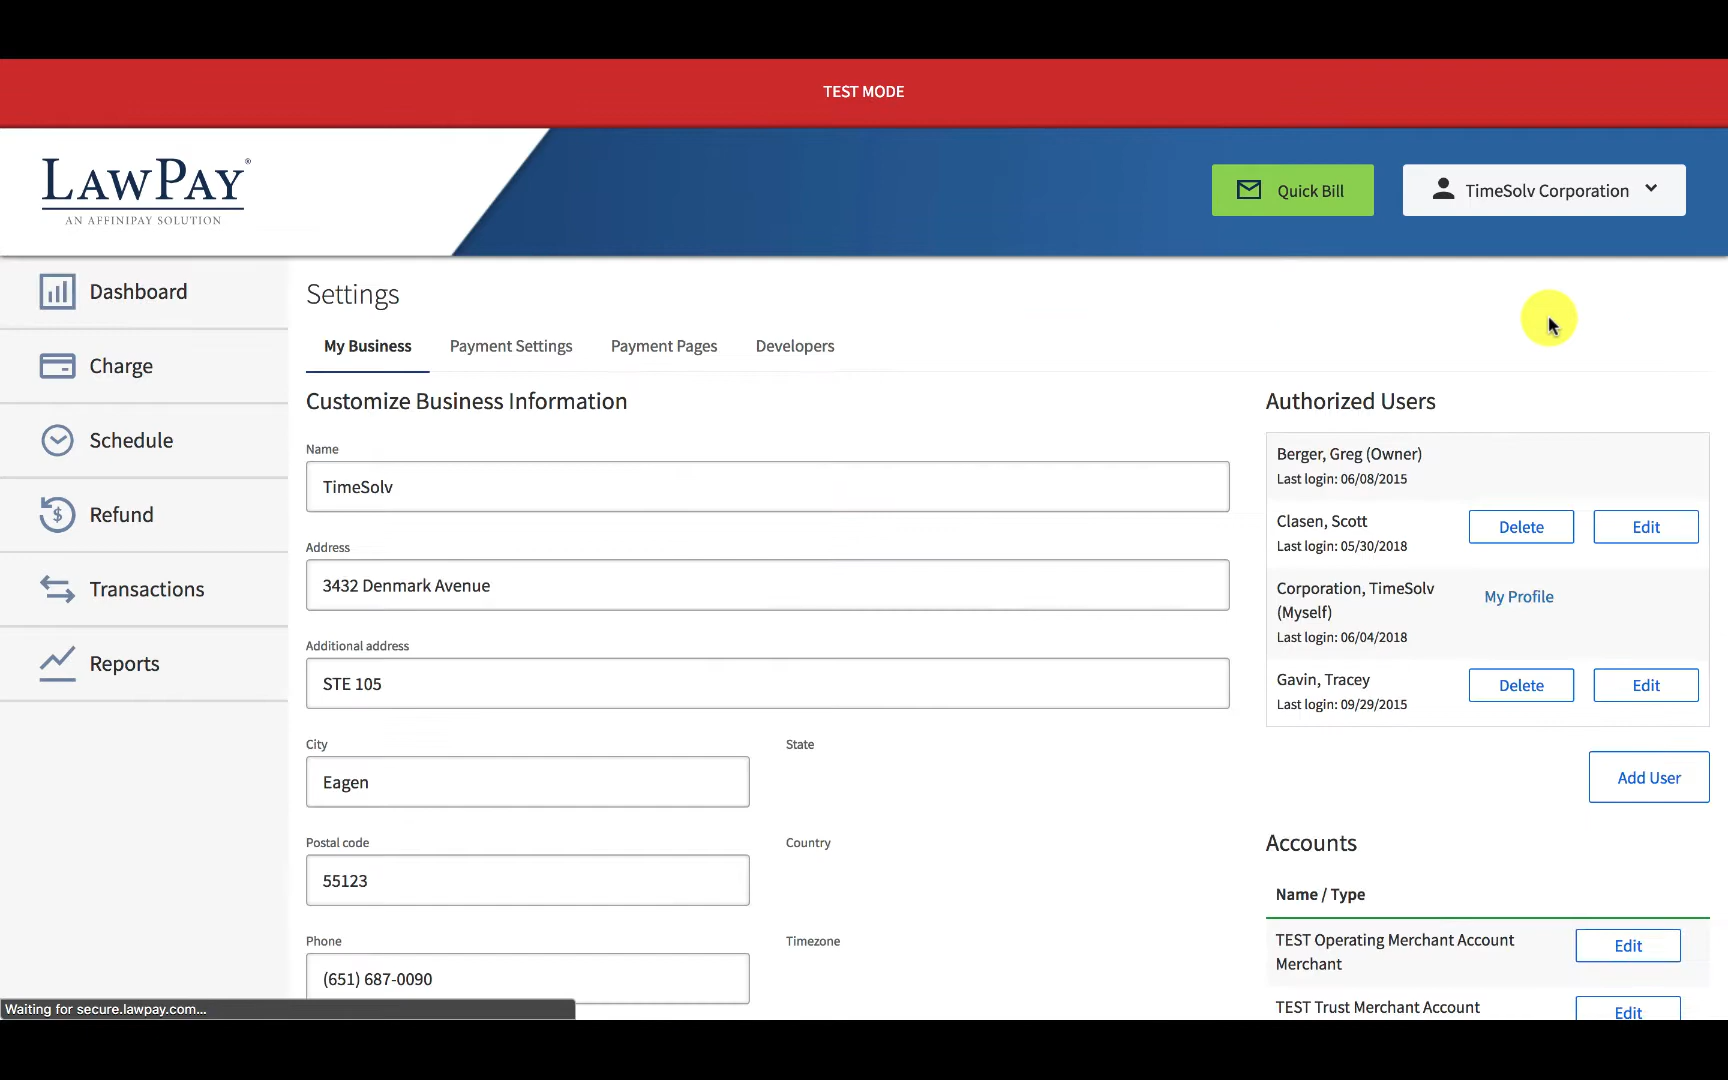 TEST MODE
LAWPAY®
AN AFFINIPAY SOLUTION
Quick Bill
TimeSolv Corporation
Dashboard
Charge
Schedule
Refund
Transactions
Reports
Settings
My Business
Payment Settings
Payment Pages
Developers
Customize Business Information
Name
TimeSolv
Address
3432 Denmark Avenue
Additional address
STE 105
City
State
Eagen
Postal code
Country
55123
Phone
Timezone
(651) 687-0090
Authorized Users
Berger, Greg (Owner)
Last login: 06/08/2015
Clasen, Scott
Last login: 05/30/2018
Delete
Edit
Corporation, TimeSolv
(Myself)
Last login: 06/04/2018
My Profile
Gavin, Tracey
Last login: 09/29/2015
Delete
Edit
Add User
Accounts
Name / Type
TEST Operating Merchant Account
Merchant
Edit
TEST Trust Merchant Account
Edit
Waiting for secure.lawpay.com...